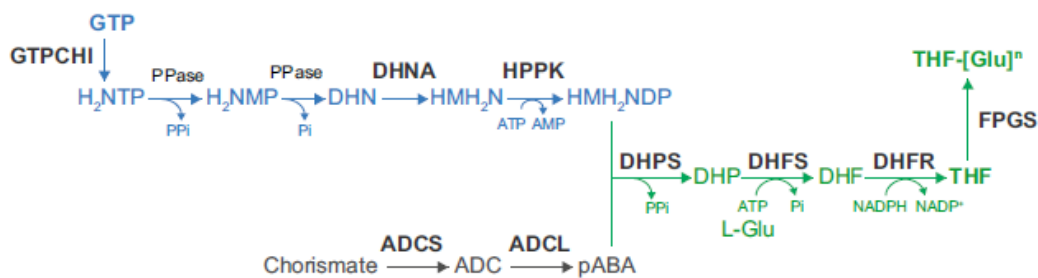 GTP
GTPCHI
PPase PPase DHNA HPPK THF-[Glu]ⁿ
H₂NTP H₂NMP DHN HMH₂N HMH₂NDP
PPi Pi ATP AMP FPGS
DHPS DHFS DHFR
DHP DHF THF
PPi ATP Pi NADPH NADP⁺
L-Glu
ADCS ADCL
Chorismate ADC pABA